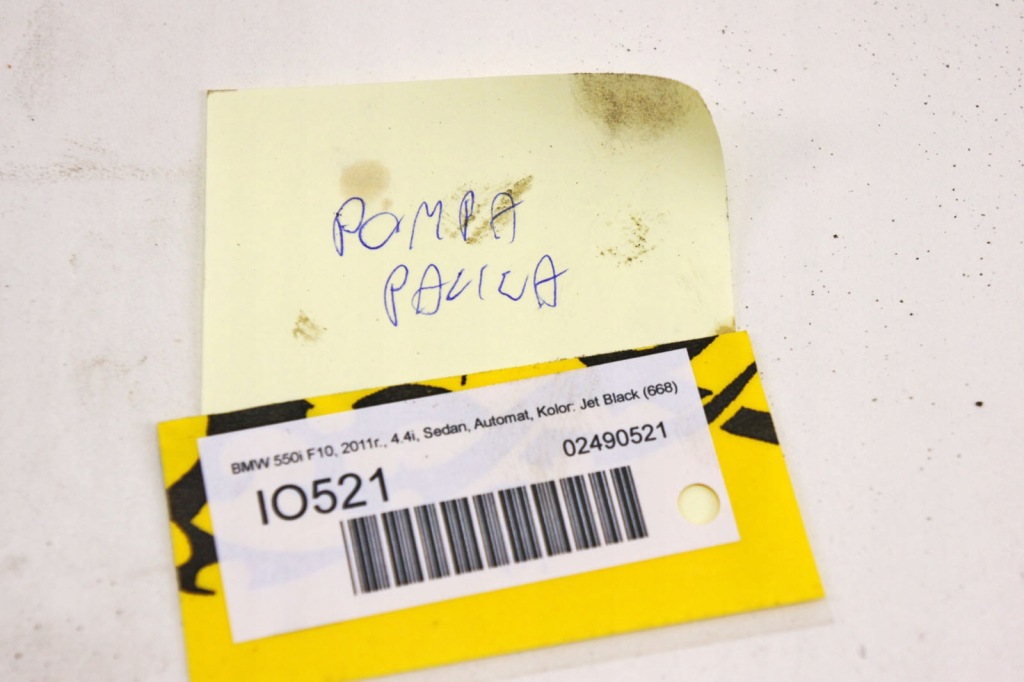 POMPA
PALIWA
BMW 550i F10, 2011r., 4.4i, Sedan, Automat, Kolor: Jet Black (668)
IO521
02490521